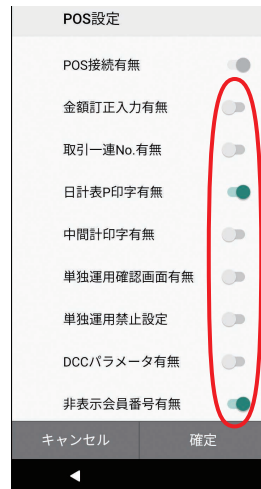 POS設定
POS接続有無
金額訂正入力有無
取引一連No.有無
日計表P印字有無
中間計印字有無
単独運用確認画面有無
単独運用禁止設定
DCCパラメータ有無
非表示会員番号有無
キャンセル 確定